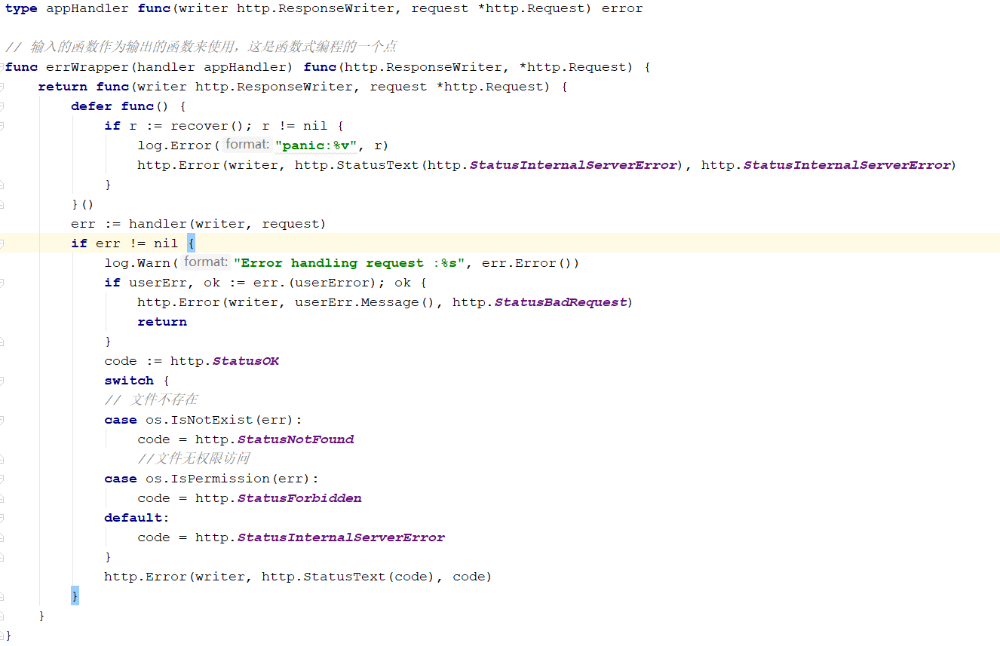 type appHandler func(writer http.ResponseWriter, request *http.Request) error
// 输入的函数作为输出的函数来使用，这是函数式编程的一个点
func errWrapper(handler appHandler) func(http.ResponseWriter, *http.Request) {
return func(writer http.ResponseWriter, request *http.Request) {
defer func() {
if r := recover(); r != nil {
log.Error( format: "panic:%v", r)
http.Error(writer, http.StatusText(http.StatusInternalServerError), http.StatusInternalServerError)
}
}()
err := handler(writer, request)
if err != nil {
log.Warn( format: "Error handling request :%s", err.Error())
if userErr, ok := err.(userError); ok {
http.Error(writer, userErr.Message(), http.StatusBadRequest)
return
}
code := http.StatusOK
switch {
// 文件不存在
case os.IsNotExist(err):
code = http.StatusNotFound
//文件无权限访问
case os.IsPermission(err):
code = http.StatusForbidden
default:
code = http.StatusInternalServerError
}
http.Error(writer, http.StatusText(code), code)
}
}
}